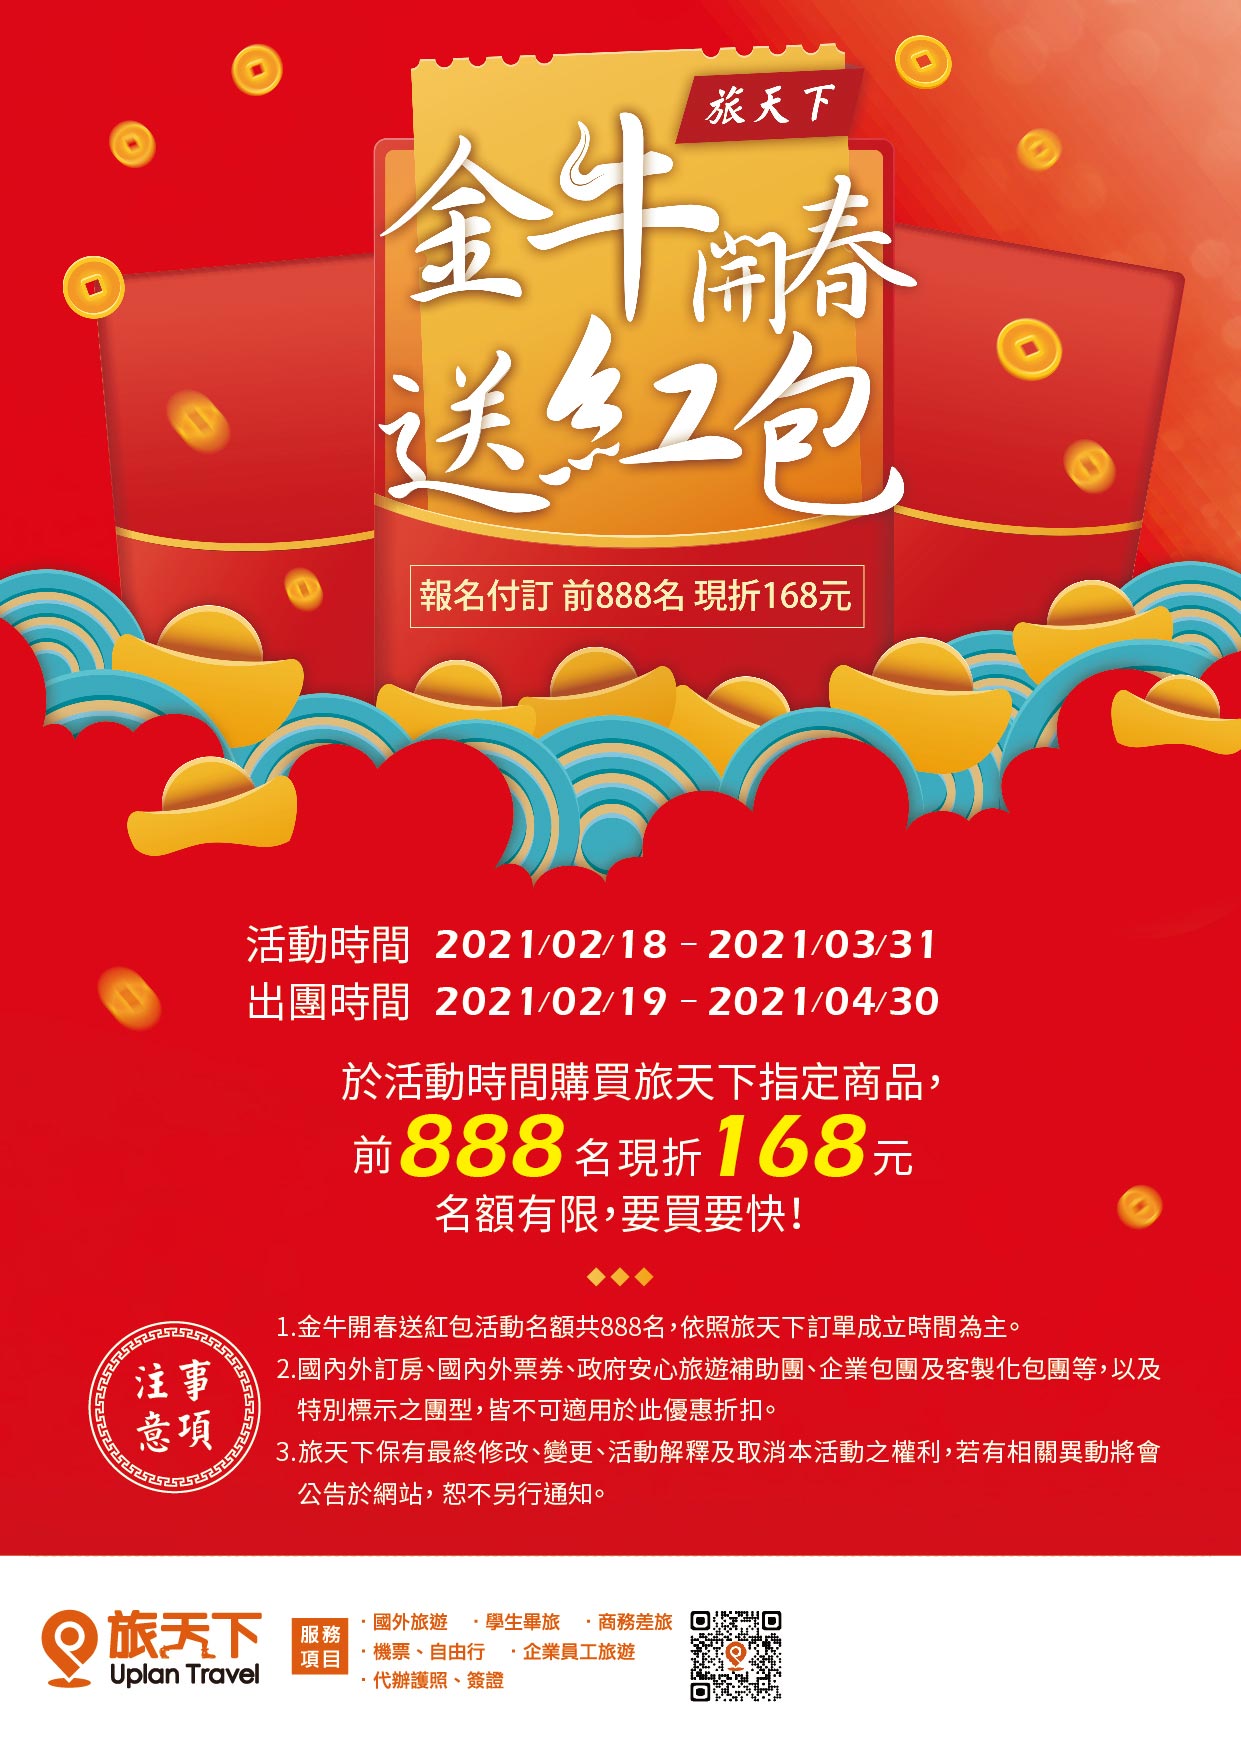 旅天下
金牛開春
送紅包
報名付訂 前888名 現折168元
活動時間 2021/02/18 - 2021/03/31
出團時間 2021/02/19 - 2021/04/30
於活動時間購買旅天下指定商品，
前888名現折168元
名額有限，要買要快！
注事
意項
1.金牛開春送紅包活動名額共888名，依照旅天下訂單成立時間為主。
2.國內外訂房、國內外票券、政府安心旅遊補助團、企業包團及客製化包團等，以及
特別標示之團型，皆不可適用於此優惠折扣。
3.旅天下保有最終修改、變更、活動解釋及取消本活動之權利，若有相關異動將會
公告於網站，恕不另行通知。
旅天下
Uplan Travel
服務
項目
·國外旅遊 ·學生畢旅 ·商務差旅
·機票、自由行 ·企業員工旅遊
·代辦護照、簽證